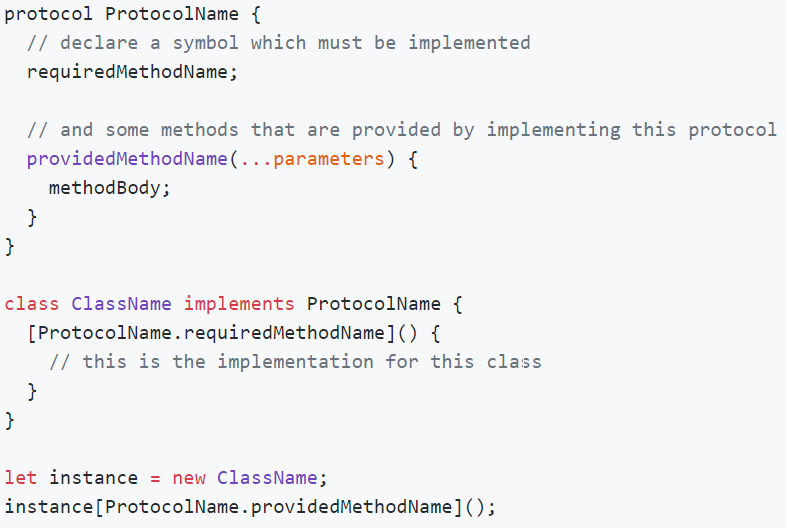 protocol ProtocolName {
  // declare a symbol which must be implemented
  requiredMethodName;

  // and some methods that are provided by implementing this protocol
  providedMethodName(...parameters) {
    methodBody;
  }
}

class ClassName implements ProtocolName {
  [ProtocolName.requiredMethodName]() {
    // this is the implementation for this class
  }
}

let instance = new ClassName;
instance[ProtocolName.providedMethodName]();